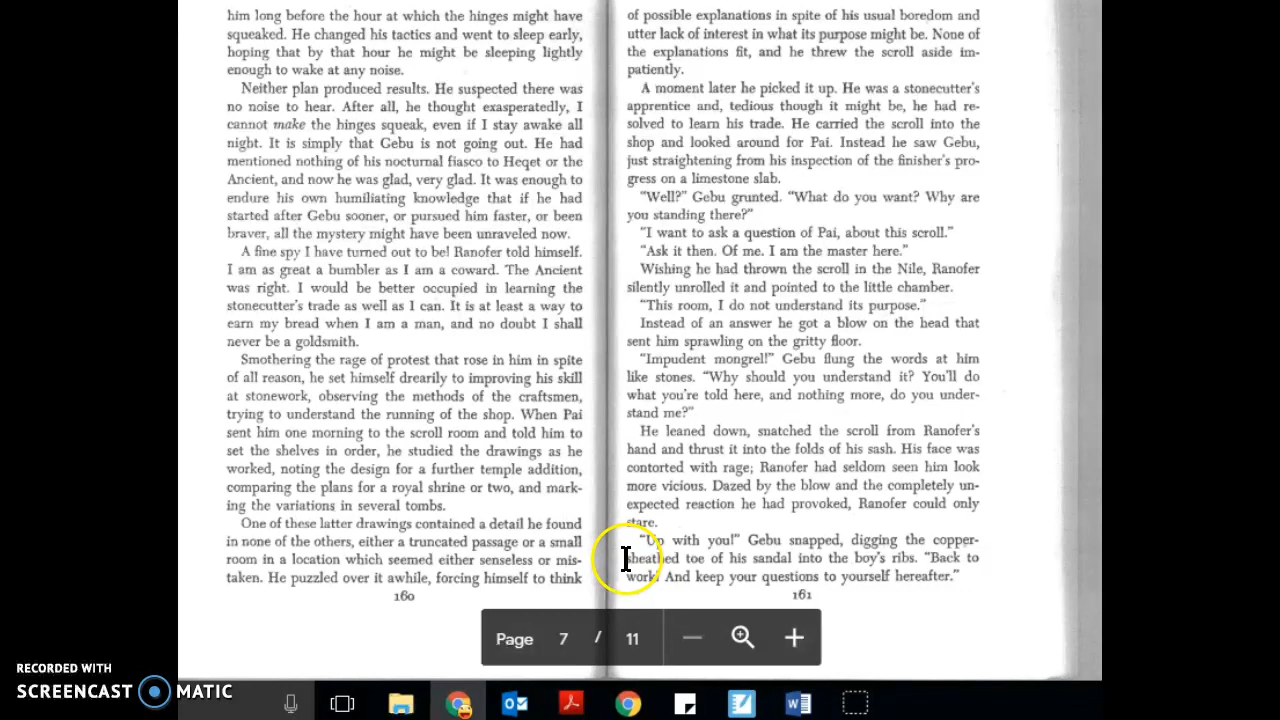 him long before the hour at which the hinges might have
squeaked. He changed his tactics and went to sleep early,
hoping that by that hour he might be sleeping lightly
enough to wake at any noise.
Neither plan produced results. He suspected there was
no noise to hear. After all, he thought exasperatedly, I
cannot make the hinges squeak, even if I stay awake all
night. It is simply that Gebu is not going out. He had
mentioned nothing of his nocturnal fiasco to Heqet or the
Ancient, and now he was glad, very glad. It was enough to
endure his own humiliating knowledge that if he had
started after Gebu sooner, or pursued him faster, or been
braver, all the mystery might have been unraveled now.
A fine spy I have turned out to be! Ranofer told himself.
I am as great a bumbler as I am a coward. The Ancient
was right. I would be better occupied in learning the
stonecutter's trade as well as I can. It is at least a way to
earn my bread when I am a man, and no doubt I shall
never be a goldsmith.
Smothering the rage of protest that rose in him in spite
of all reason, he set himself drearily to improving his skill
at stonework, observing the methods of the craftsmen,
trying to understand the running of the shop. When Pai
sent him one morning to the scroll room and told him to
set the shelves in order, he studied the drawings as he
worked, noting the design for a further temple addition,
comparing the plans for a royal shrine or two, and mark-
ing the variations in several tombs.
One of these latter drawings contained a detail he found
in none of the others, either a truncated passage or a small
room in a location which seemed either senseless or mis-
taken. He puzzled over it awhile, forcing himself to think
160
of possible explanations in spite of his usual boredom and
utter lack of interest in what its purpose might be. None of
the explanations fit, and he threw the scroll aside im-
patiently.
A moment later he picked it up. He was a stonecutter's
apprentice and, tedious though it might be, he had re-
solved to learn his trade. He carried the scroll into the
shop and looked around for Pai. Instead he saw Gebu,
just straightening from his inspection of the finisher's pro-
gress on a limestone slab.
"Well?" Gebu grunted. "What do you want? Why are
you standing there?"
"I want to ask a question of Pai, about this scroll."
"Ask it then. Of me. I am the master here."
Wishing he had thrown the scroll in the Nile, Ranofer
silently unrolled it and pointed to the little chamber.
"This room, I do not understand its purpose."
Instead of an answer he got a blow on the head that
sent him sprawling on the gritty floor.
"Impudent mongrel!" Gebu flung the words at him
like stones. "Why should you understand it? You'll do
what you're told here, and nothing more, do you under-
stand me?"
He leaned down, snatched the scroll from Ranofer's
hand and thrust it into the folds of his sash. His face was
contorted with rage; Ranofer had seldom seen him look
more vicious. Dazed by the blow and the completely un-
expected reaction he had provoked, Ranofer could only
stare.
"Up with you!" Gebu snapped, digging the copper-
sheathed toe of his sandal into the boy's ribs. "Back to
work! And keep your questions to yourself hereafter."
161
Page 7 / 11
RECORDED WITH
SCREENCAST MATIC